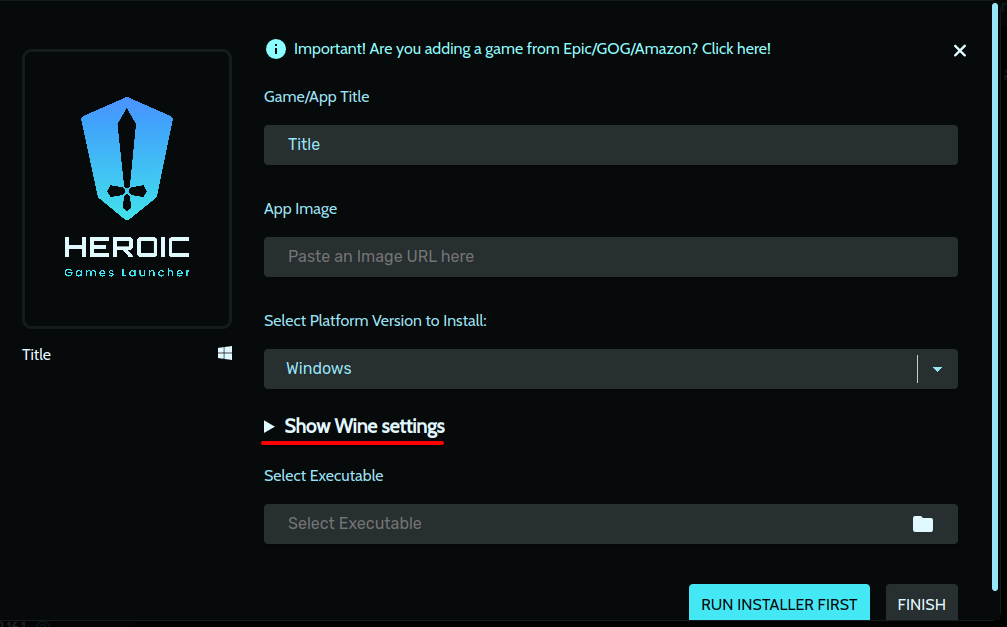 Important! Are you adding a game from Epic/GOG/Amazon? Click here!
Game/App Title
Title
App Image
Paste an Image URL here
HEROIC
Games Launcher
Select Platform Version to Install:
Title
Windows
Show Wine settings
Select Executable
Select Executable
RUN INSTALLER FIRST
FINISH